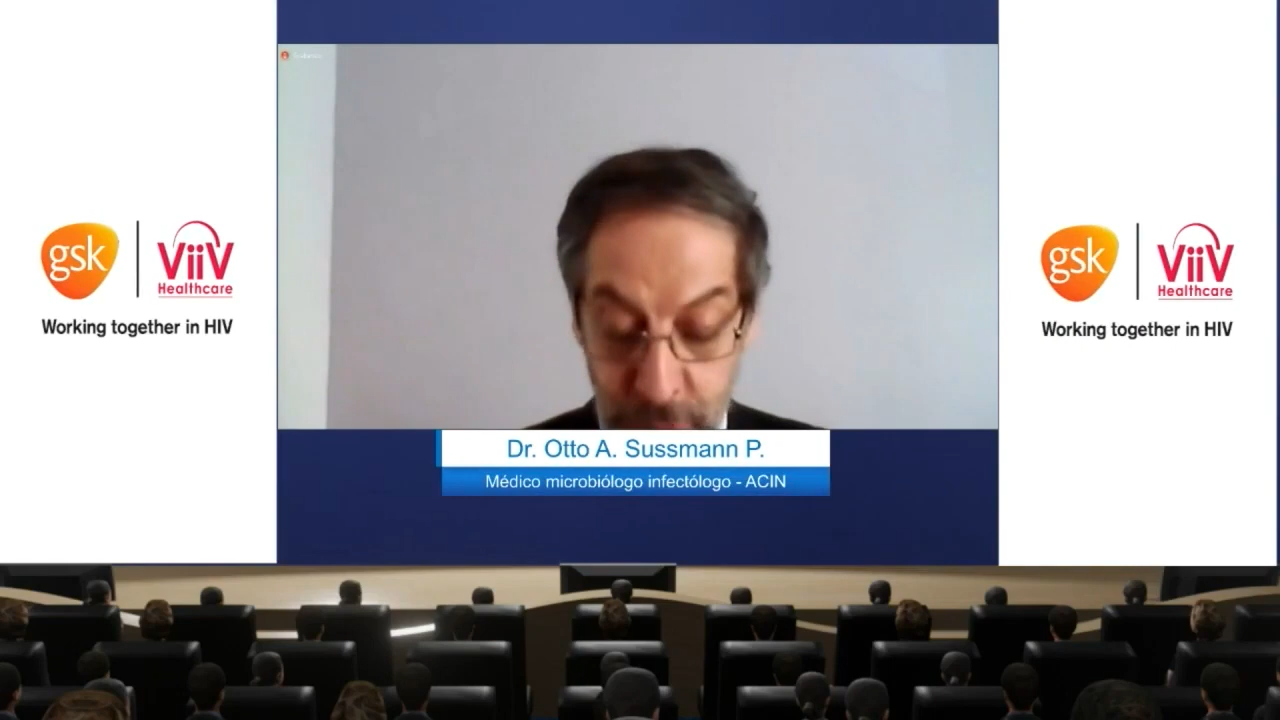 gsk
ViiV
Healthcare
Working together in HIV
Dr. Otto A. Sussmann P.
Médico microbiólogo infectólogo - ACIN
gsk
ViiV
Healthcare
Working together in HIV